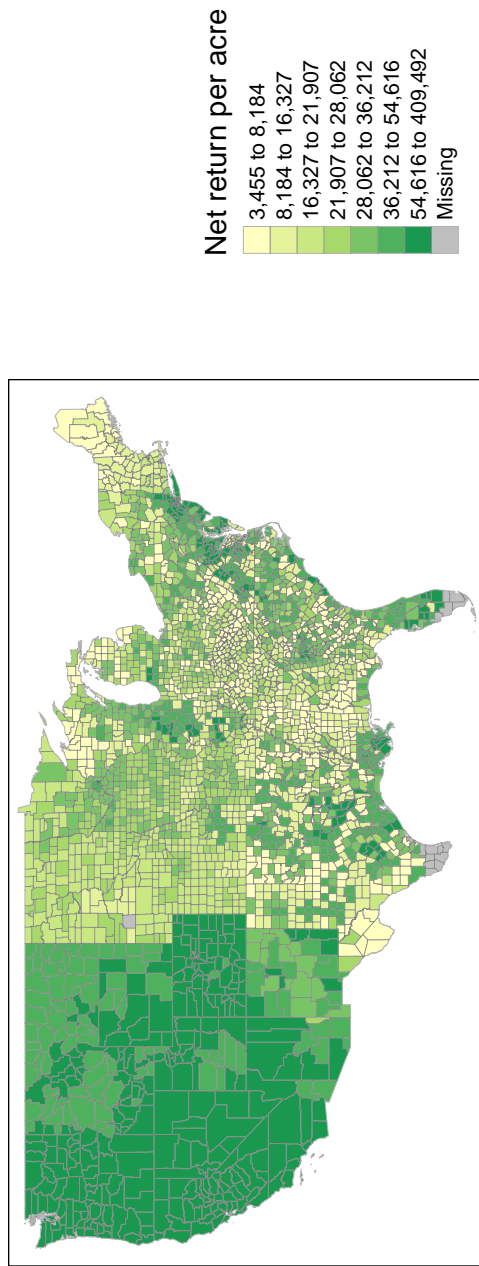 Net return per acre
3,455 to 8,184
8,184 to 16,327
16,327 to 21,907
21,907 to 28,062
28,062 to 36,212
36,212 to 54,616
54,616 to 409,492
Missing